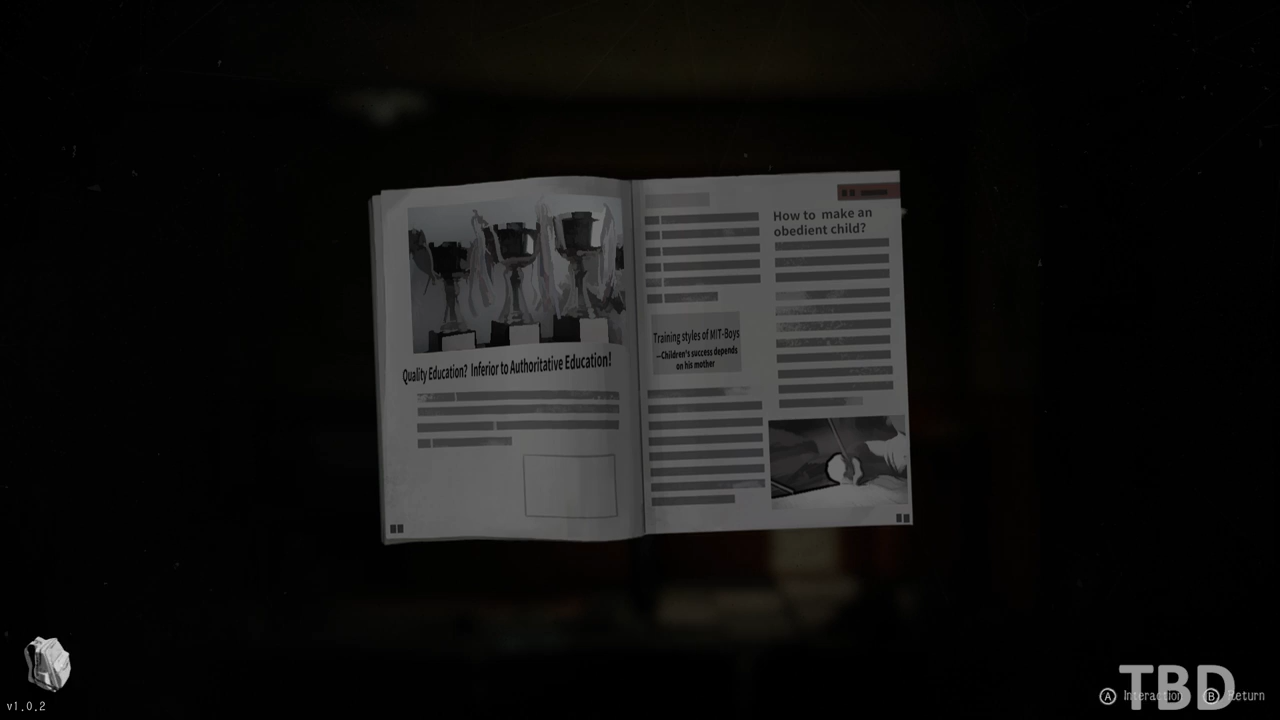 Quality Education? Inferior to Authoritative Education!
Training styles of MIT-Boys
—Children's success depends
on his mother
How to make an
obedient child?
v1.0.2
TBD
A Interaction B Return